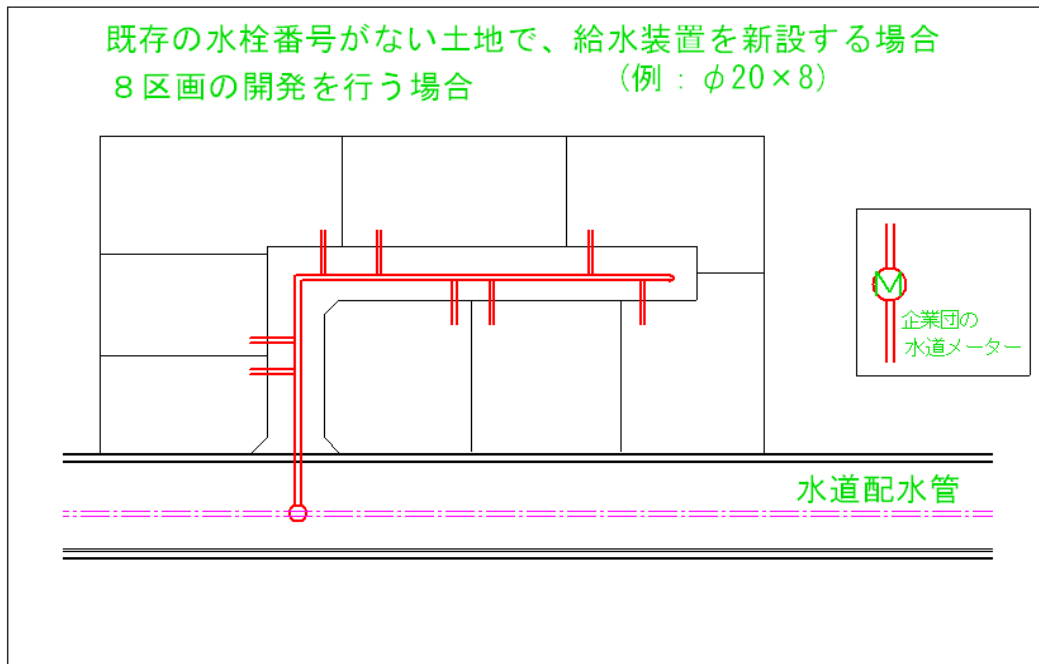 既存の水栓番号がない土地で、給水装置を新設する場合
８区画の開発を行う場合
(例：φ20×8)
M
企業団の
水道メーター
水道配水管